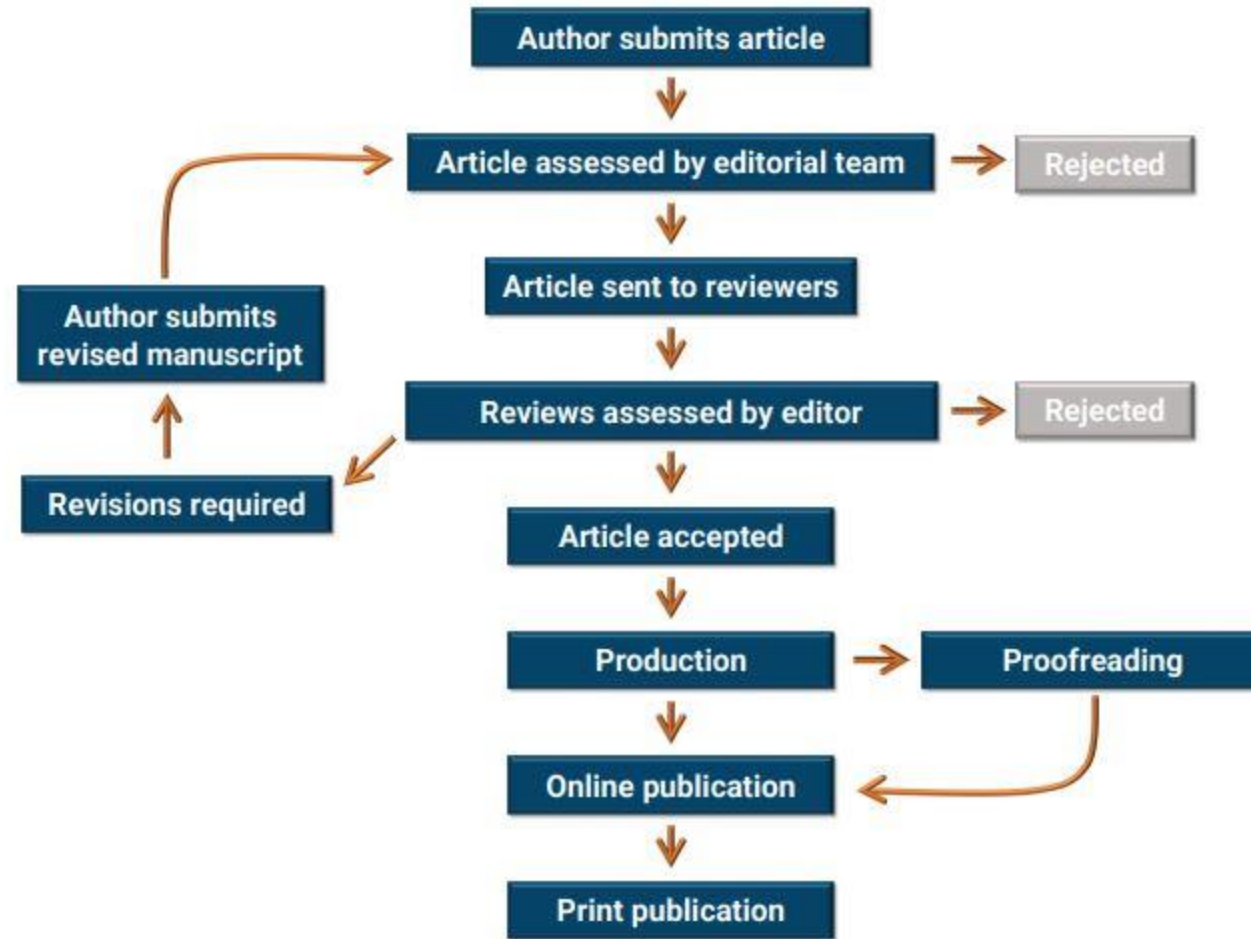 Author submits article
Article assessed by editorial team
Rejected
Article sent to reviewers
Author submits
revised manuscript
Reviews assessed by editor
Rejected
Revisions required
Article accepted
Production
Proofreading
Online publication
Print publication